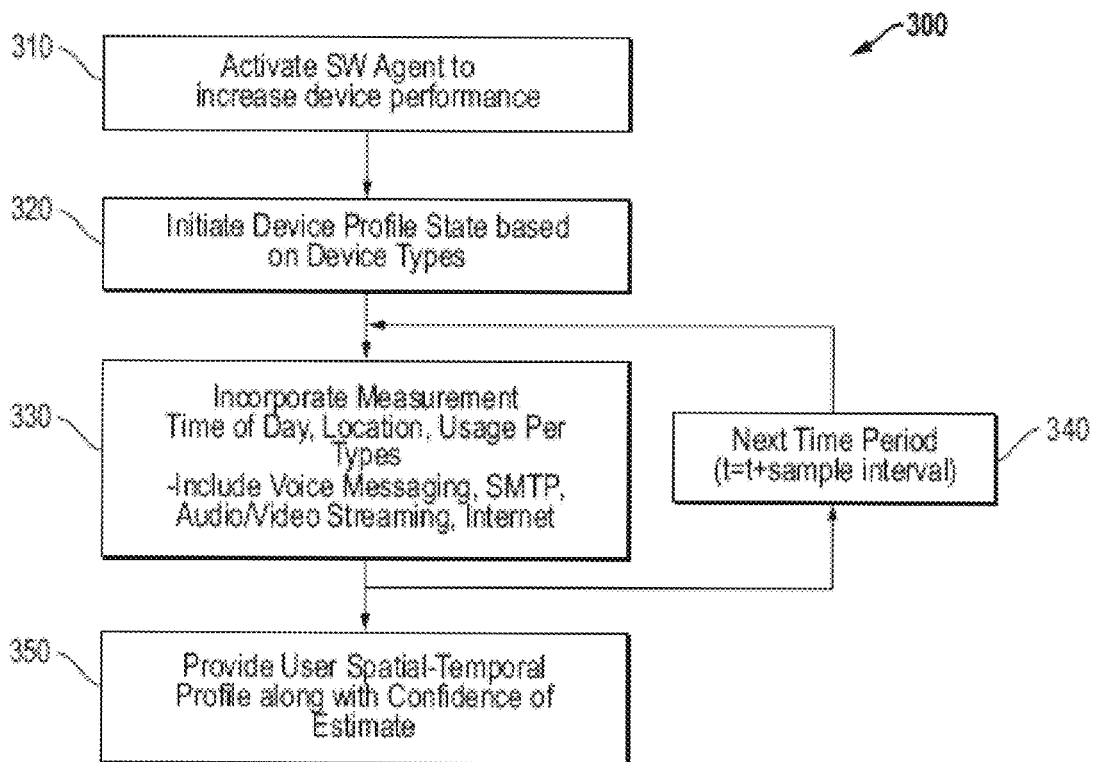 300
310
Activate SW Agent to
increase device performance
320
Initiate Device Profile State based
on Device Types
330
Incorporate Measurement
Time of Day, Location, Usage Per
Types
-Include Voice Messaging, SMTP,
Audio/Video Streaming, Internet
Next Time Period
(t=t+sample interval)
340
350
Provide User Spatial-Temporal
Profile along with Confidence of
Estimate